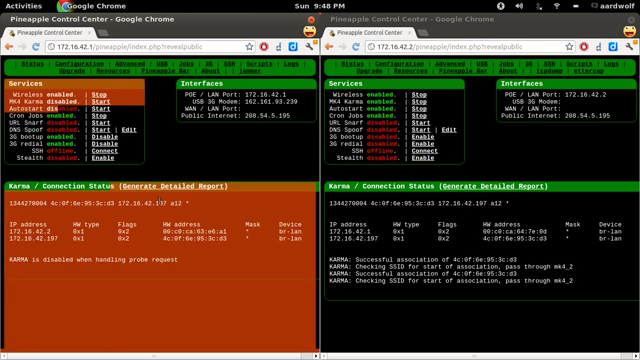 Activities
Google Chrome
Sun 9:48 PM
aardwolf
Pineapple Control Center - Google Chrome
Pineapple Control Center
172.16.42.1/pineapple/index.php?revealpublic
| Status | Configuration | Advanced | USB | Jobs | 3G | SSH | Scripts | Logs |
Upgrade | Resources | Pineapple Bar | About | | jammer
Services
Wireless enabled. | Stop
MK4 Karma disabled. | Start
Autostart disabled. | Start
Cron Jobs enabled. | Stop
URL Snarf disabled. | Start
DNS Spoof disabled. | Start | Edit
3G bootup enabled. | Disable
3G redial enabled. | Disable
SSH offline. | Connect
Stealth disabled. | Enable
Interfaces
POE / LAN Port: 172.16.42.1
USB 3G Modem: 162.161.93.239
WAN / LAN Port:
Public Internet: 208.54.5.195
Karma / Connection Status (Generate Detailed Report)
1344270004 4c:0f:6e:95:3c:d3 172.16.42.197 a12 *
IP address HW type Flags HW address Mask Device
172.16.42.2 0x1 0x2 00:c0:ca:63:e6:a1 * br-lan
172.16.42.197 0x1 0x2 4c:0f:6e:95:3c:d3 * br-lan
KARMA is disabled when handling probe request
Pineapple Control Center - Google Chrome
Pineapple Control Center
172.16.42.2/pineapple/index.php?revealpublic
| Status | Configuration | Advanced | USB | Jobs | 3G | SSH | Scripts | Logs |
Upgrade | Resources | Pineapple Bar | About | | tcpdump | ettercap
Services
Wireless enabled. | Stop
MK4 Karma enabled. | Stop
Autostart disabled. | Start
Cron Jobs disabled. | Start
URL Snarf disabled. | Start
DNS Spoof disabled. | Start | Edit
3G bootup disabled. | Enable
3G redial disabled. | Enable
SSH offline. | Connect
Stealth disabled. | Enable
Interfaces
POE / LAN Port: 172.16.42.2
USB 3G Modem:
WAN / LAN Port:
Public Internet: 208.54.5.195
Karma / Connection Status (Generate Detailed Report)
1344270004 4c:0f:6e:95:3c:d3 172.16.42.197 a12 *
IP address HW type Flags HW address Mask Device
172.16.42.1 0x1 0x2 00:c0:ca:64:7e:0d * br-lan
172.16.42.197 0x1 0x2 4c:0f:6e:95:3c:d3 * br-lan
KARMA: Successful association of 4c:0f:6e:95:3c:d3
KARMA: Checking SSID for start of association, pass through mk4_2
KARMA: Successful association of 4c:0f:6e:95:3c:d3
KARMA: Checking SSID for start of association, pass through mk4_2